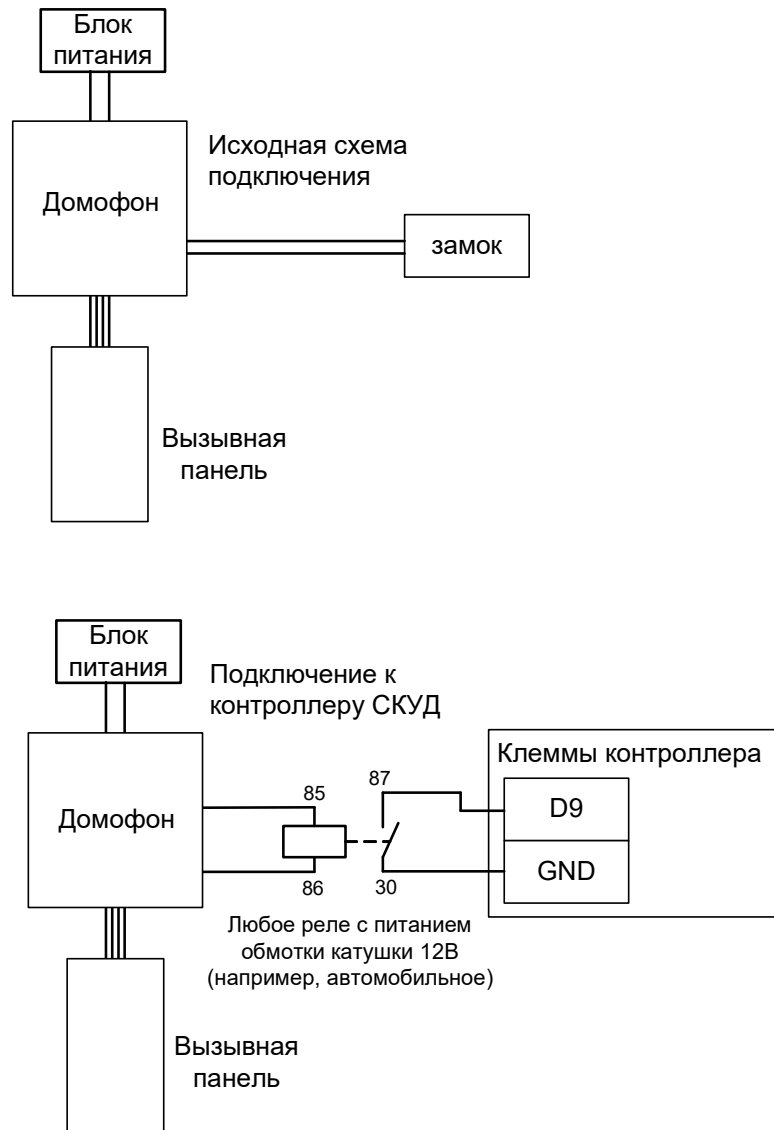 Блок
питания
Исходная схема
подключения
Домофон
замок
Вызывная
панель
Блок
питания
Подключение к
контроллеру СКУД
Клеммы контроллера
85
87
D9
Домофон
GND
86
30
Любое реле с питанием
обмотки катушки 12В
(например, автомобильное)
Вызывная
панель